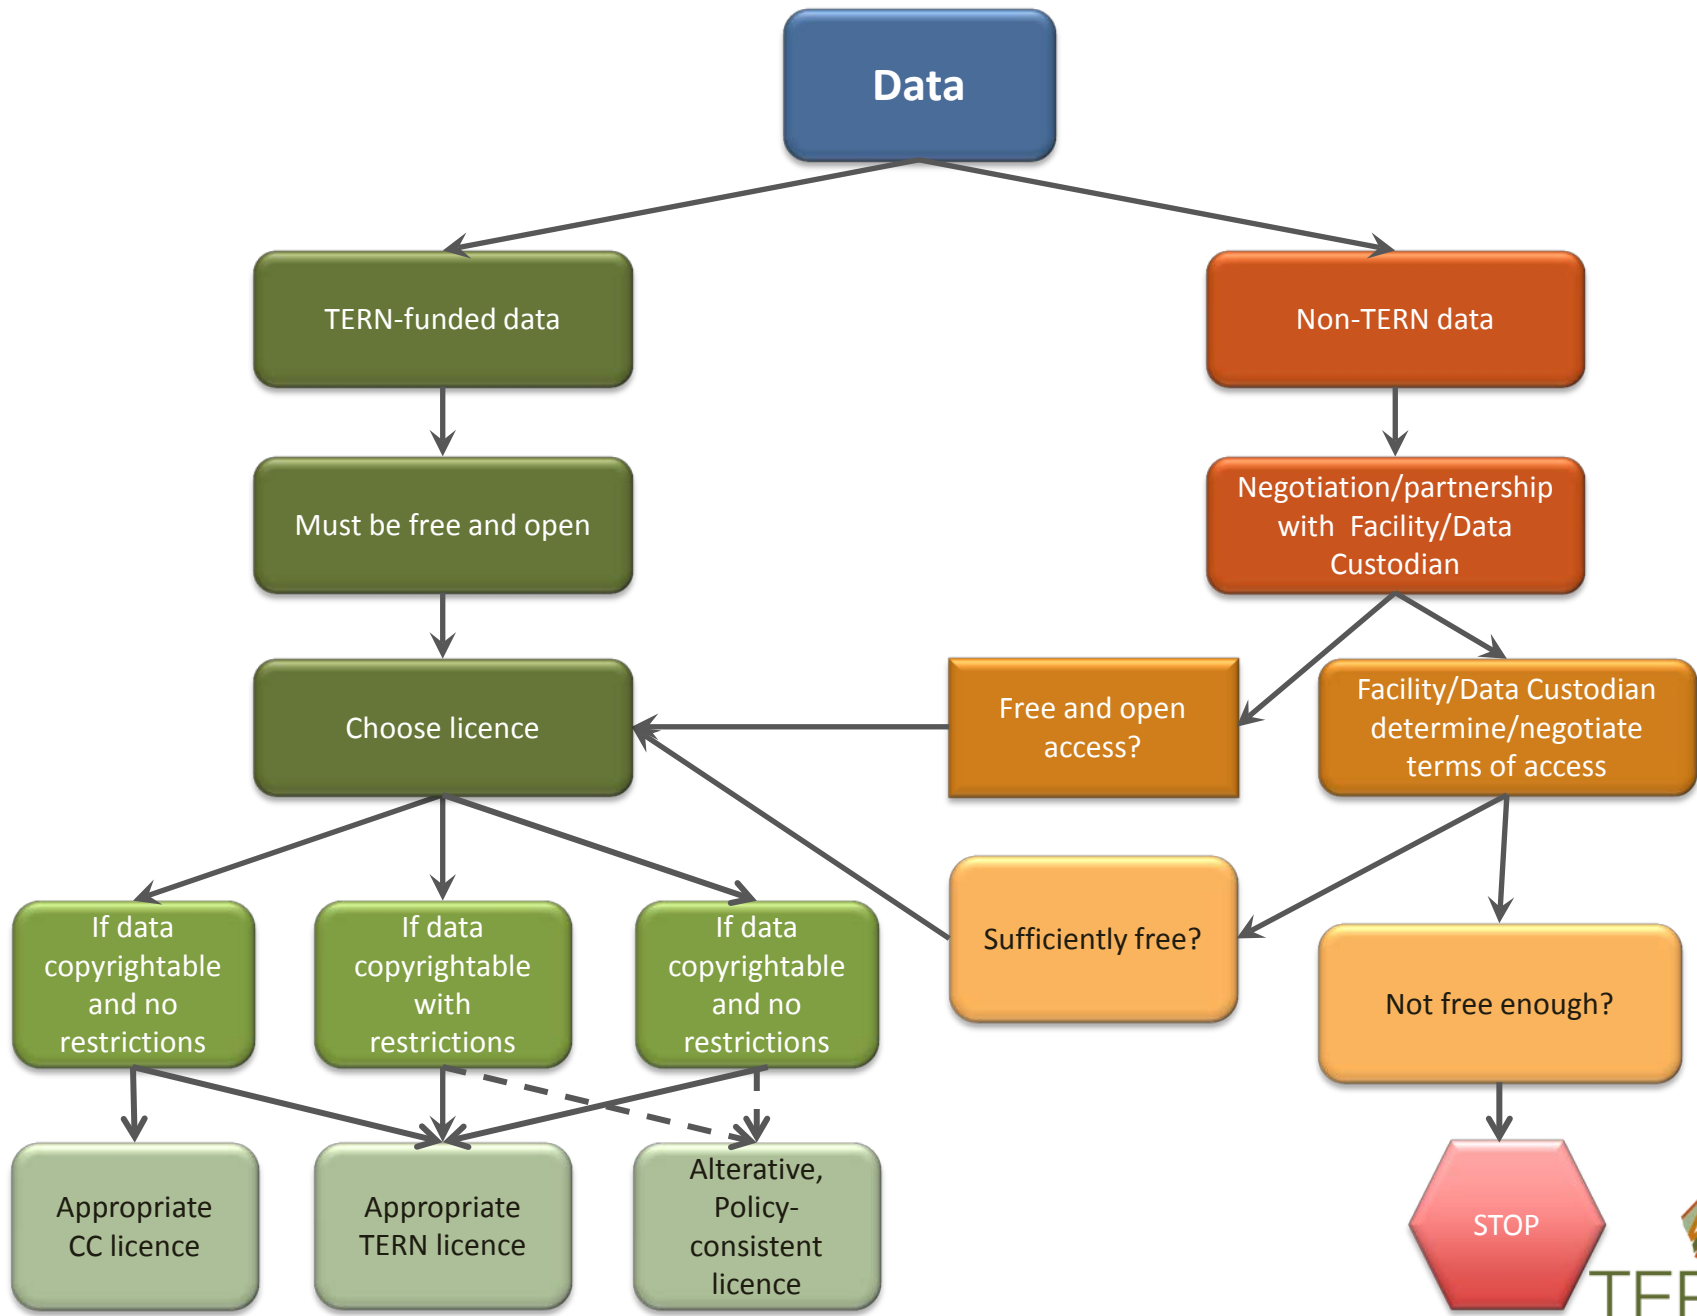 Data
TERN-funded data
Non-TERN data
Must be free and open
Negotiation/partnership
with Facility/Data
Custodian
Choose licence
Free and open
access?
Facility/Data Custodian
determine/negotiate
terms of access
If data
copyrightable
and no
restrictions
If data
copyrightable
with
restrictions
If data
copyrightable
and no
restrictions
Sufficiently free?
Not free enough?
Appropriate
CC licence
Appropriate
TERN licence
Alterative,
Policy-
consistent
licence
STOP